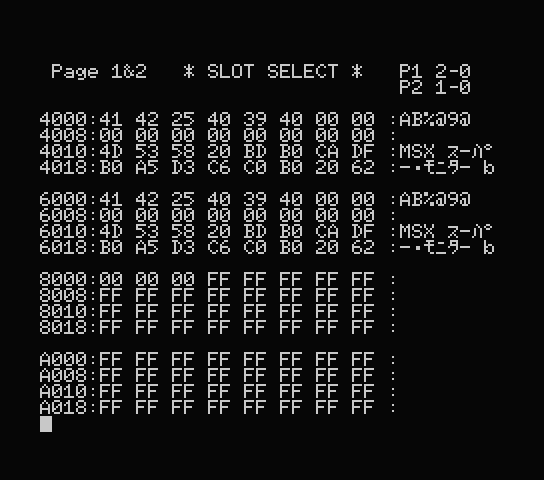 Page 1&2 * SLOT SELECT * P1 2-0
P2 1-0
4000:41 42 25 40 39 40 00 00 :AB%@9@
4008:00 00 00 00 00 00 00 00 :
4010:4D 53 58 20 BD B0 CA DF :MSX スーパ゜
4018:B0 A5 D3 C6 C0 B0 20 62 :ー・モニター b
6000:41 42 25 40 39 40 00 00 :AB%@9@
6008:00 00 00 00 00 00 00 00 :
6010:4D 53 58 20 BD B0 CA DF :MSX スーハ゜
6018:B0 A5 D3 C6 C0 B0 20 62 :ー・モニター b
8000:00 00 00 FF FF FF FF FF :
8008:FF FF FF FF FF FF FF FF :
8010:FF FF FF FF FF FF FF FF :
8018:FF FF FF FF FF FF FF FF :
A000:FF FF FF FF FF FF FF FF :
A008:FF FF FF FF FF FF FF FF :
A010:FF FF FF FF FF FF FF FF :
A018:FF FF FF FF FF FF FF FF :